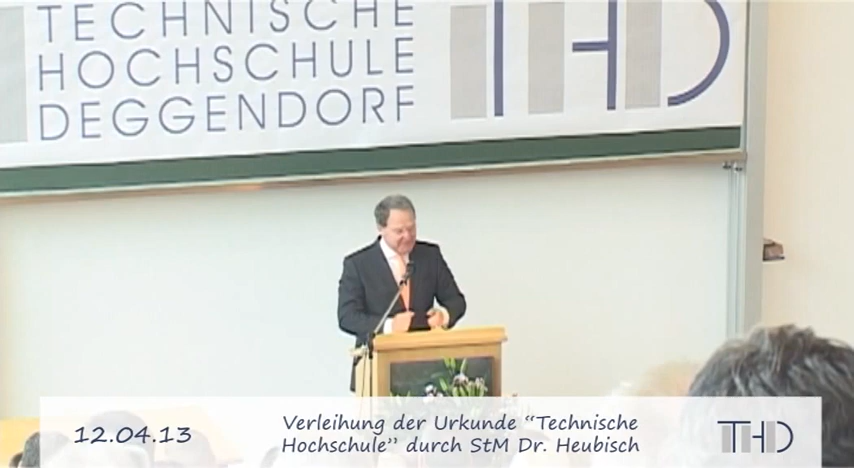 TECHNISCHE
HOCHSCHULE
DEGGENDORF
THD
12.04.13
Verleihung der Urkunde “Technische
Hochschule” durch StM Dr. Heubisch
THD